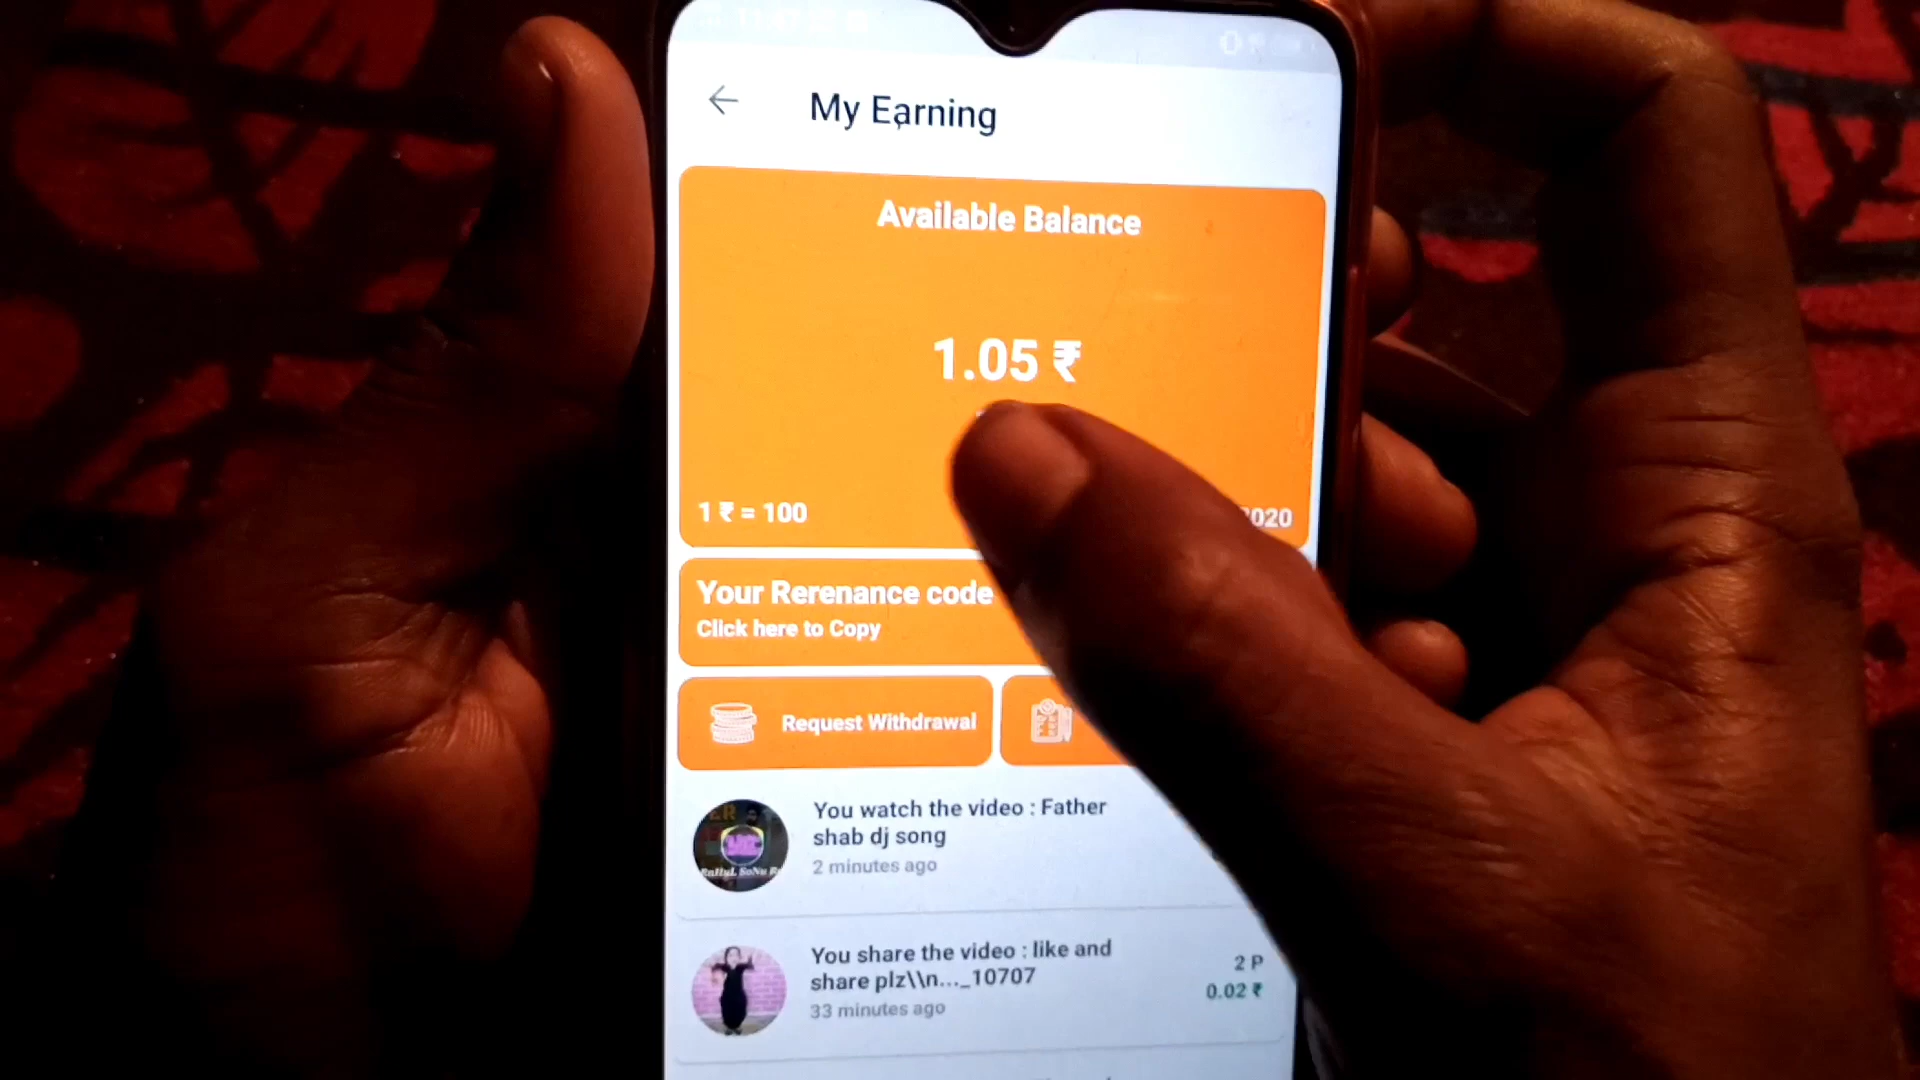 My Earning
Available Balance
1.05 ₹
1 ₹ = 100
2020
Your Rerenance code
Click here to Copy
Request Withdrawal
You watch the video : Father
shab dj song
2 minutes ago
You share the video : like and
share plz\\n..._10707
33 minutes ago
2 P
0.02 ₹